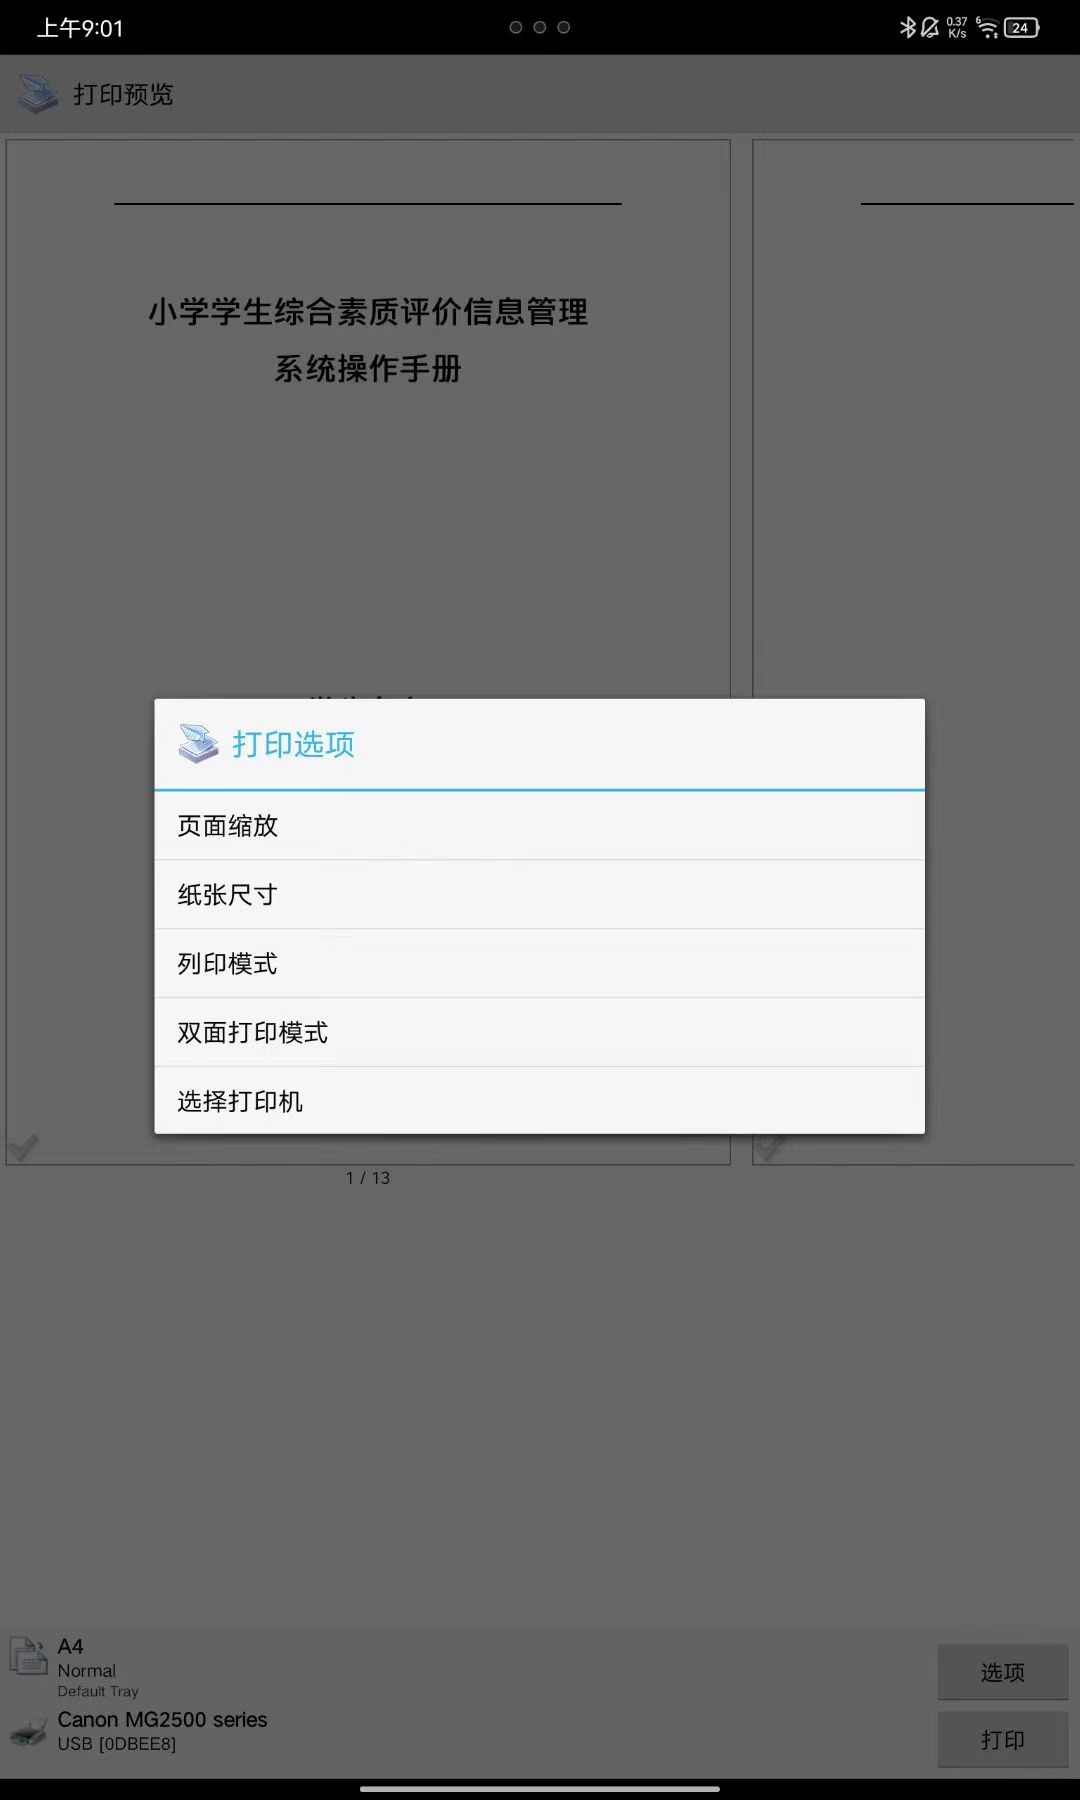 上午9:01
0.37
K/s
6
24
打印预览
小学学生综合素质评价信息管理
系统操作手册
打印选项
页面缩放
纸张尺寸
列印模式
双面打印模式
选择打印机
1 / 13
A4
Normal
Default Tray
选项
Canon MG2500 series
USB [0DBEE8]
打印